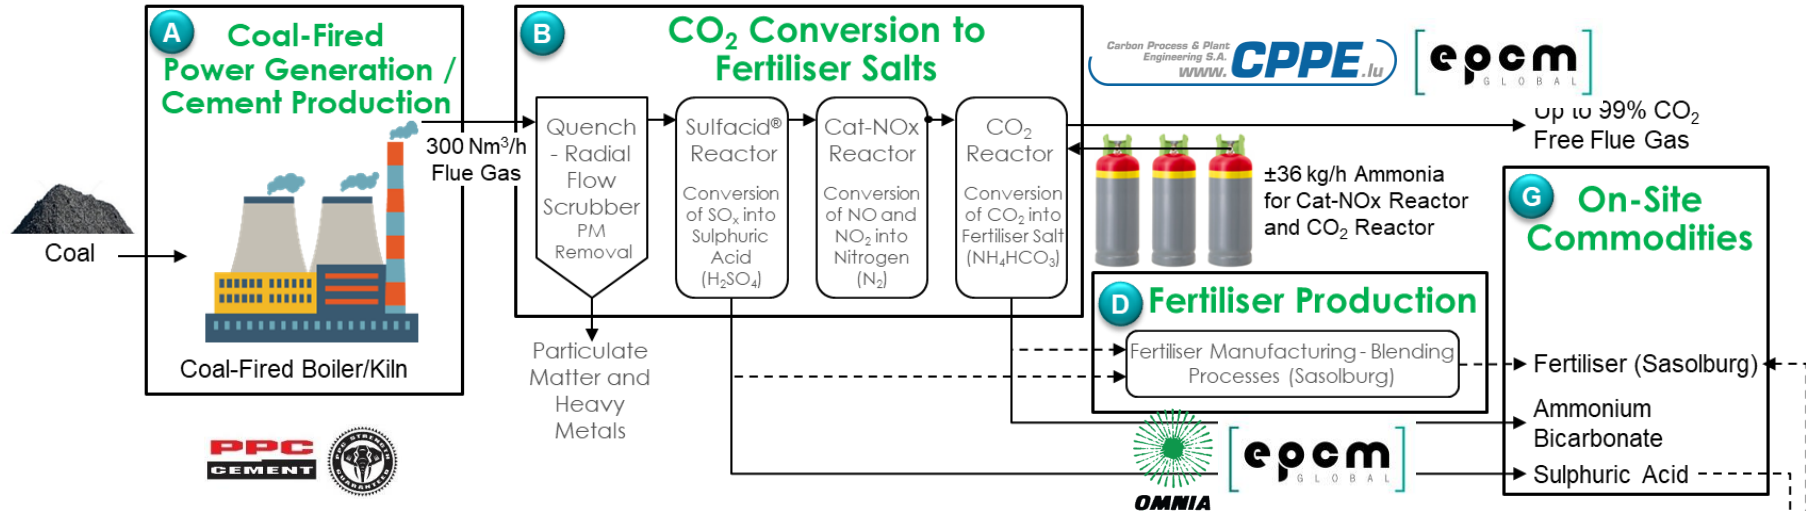 A
Coal-Fired
Power Generation /
Cement Production
Coal
Coal-Fired Boiler/Kiln
PPC
CEMENT
PPC STRENGTH
GUARANTEED
300 Nm³/h
Flue Gas
B
CO₂ Conversion to
Fertiliser Salts
Quench
- Radial
Flow
Scrubber
PM
Removal
Sulfacid®
Reactor
Conversion
of SOₓ into
Sulphuric
Acid
(H₂SO₄)
Cat-NOx
Reactor
Conversion
of NO and
NO₂ into
Nitrogen
(N₂)
CO₂
Reactor
Conversion
of CO₂ into
Fertiliser Salt
(NH₄HCO₃)
Particulate
Matter and
Heavy
Metals
Carbon Process & Plant
Engineering S.A.
www.CPPE.lu
epcm
GLOBAL
Up to 99% CO₂
Free Flue Gas
±36 kg/h Ammonia
for Cat-NOx Reactor
and CO₂ Reactor
D
Fertiliser Production
Fertiliser Manufacturing - Blending
Processes (Sasolburg)
OMNIA
epcm
GLOBAL
G
On-Site
Commodities
Fertiliser (Sasolburg)
Ammonium
Bicarbonate
Sulphuric Acid